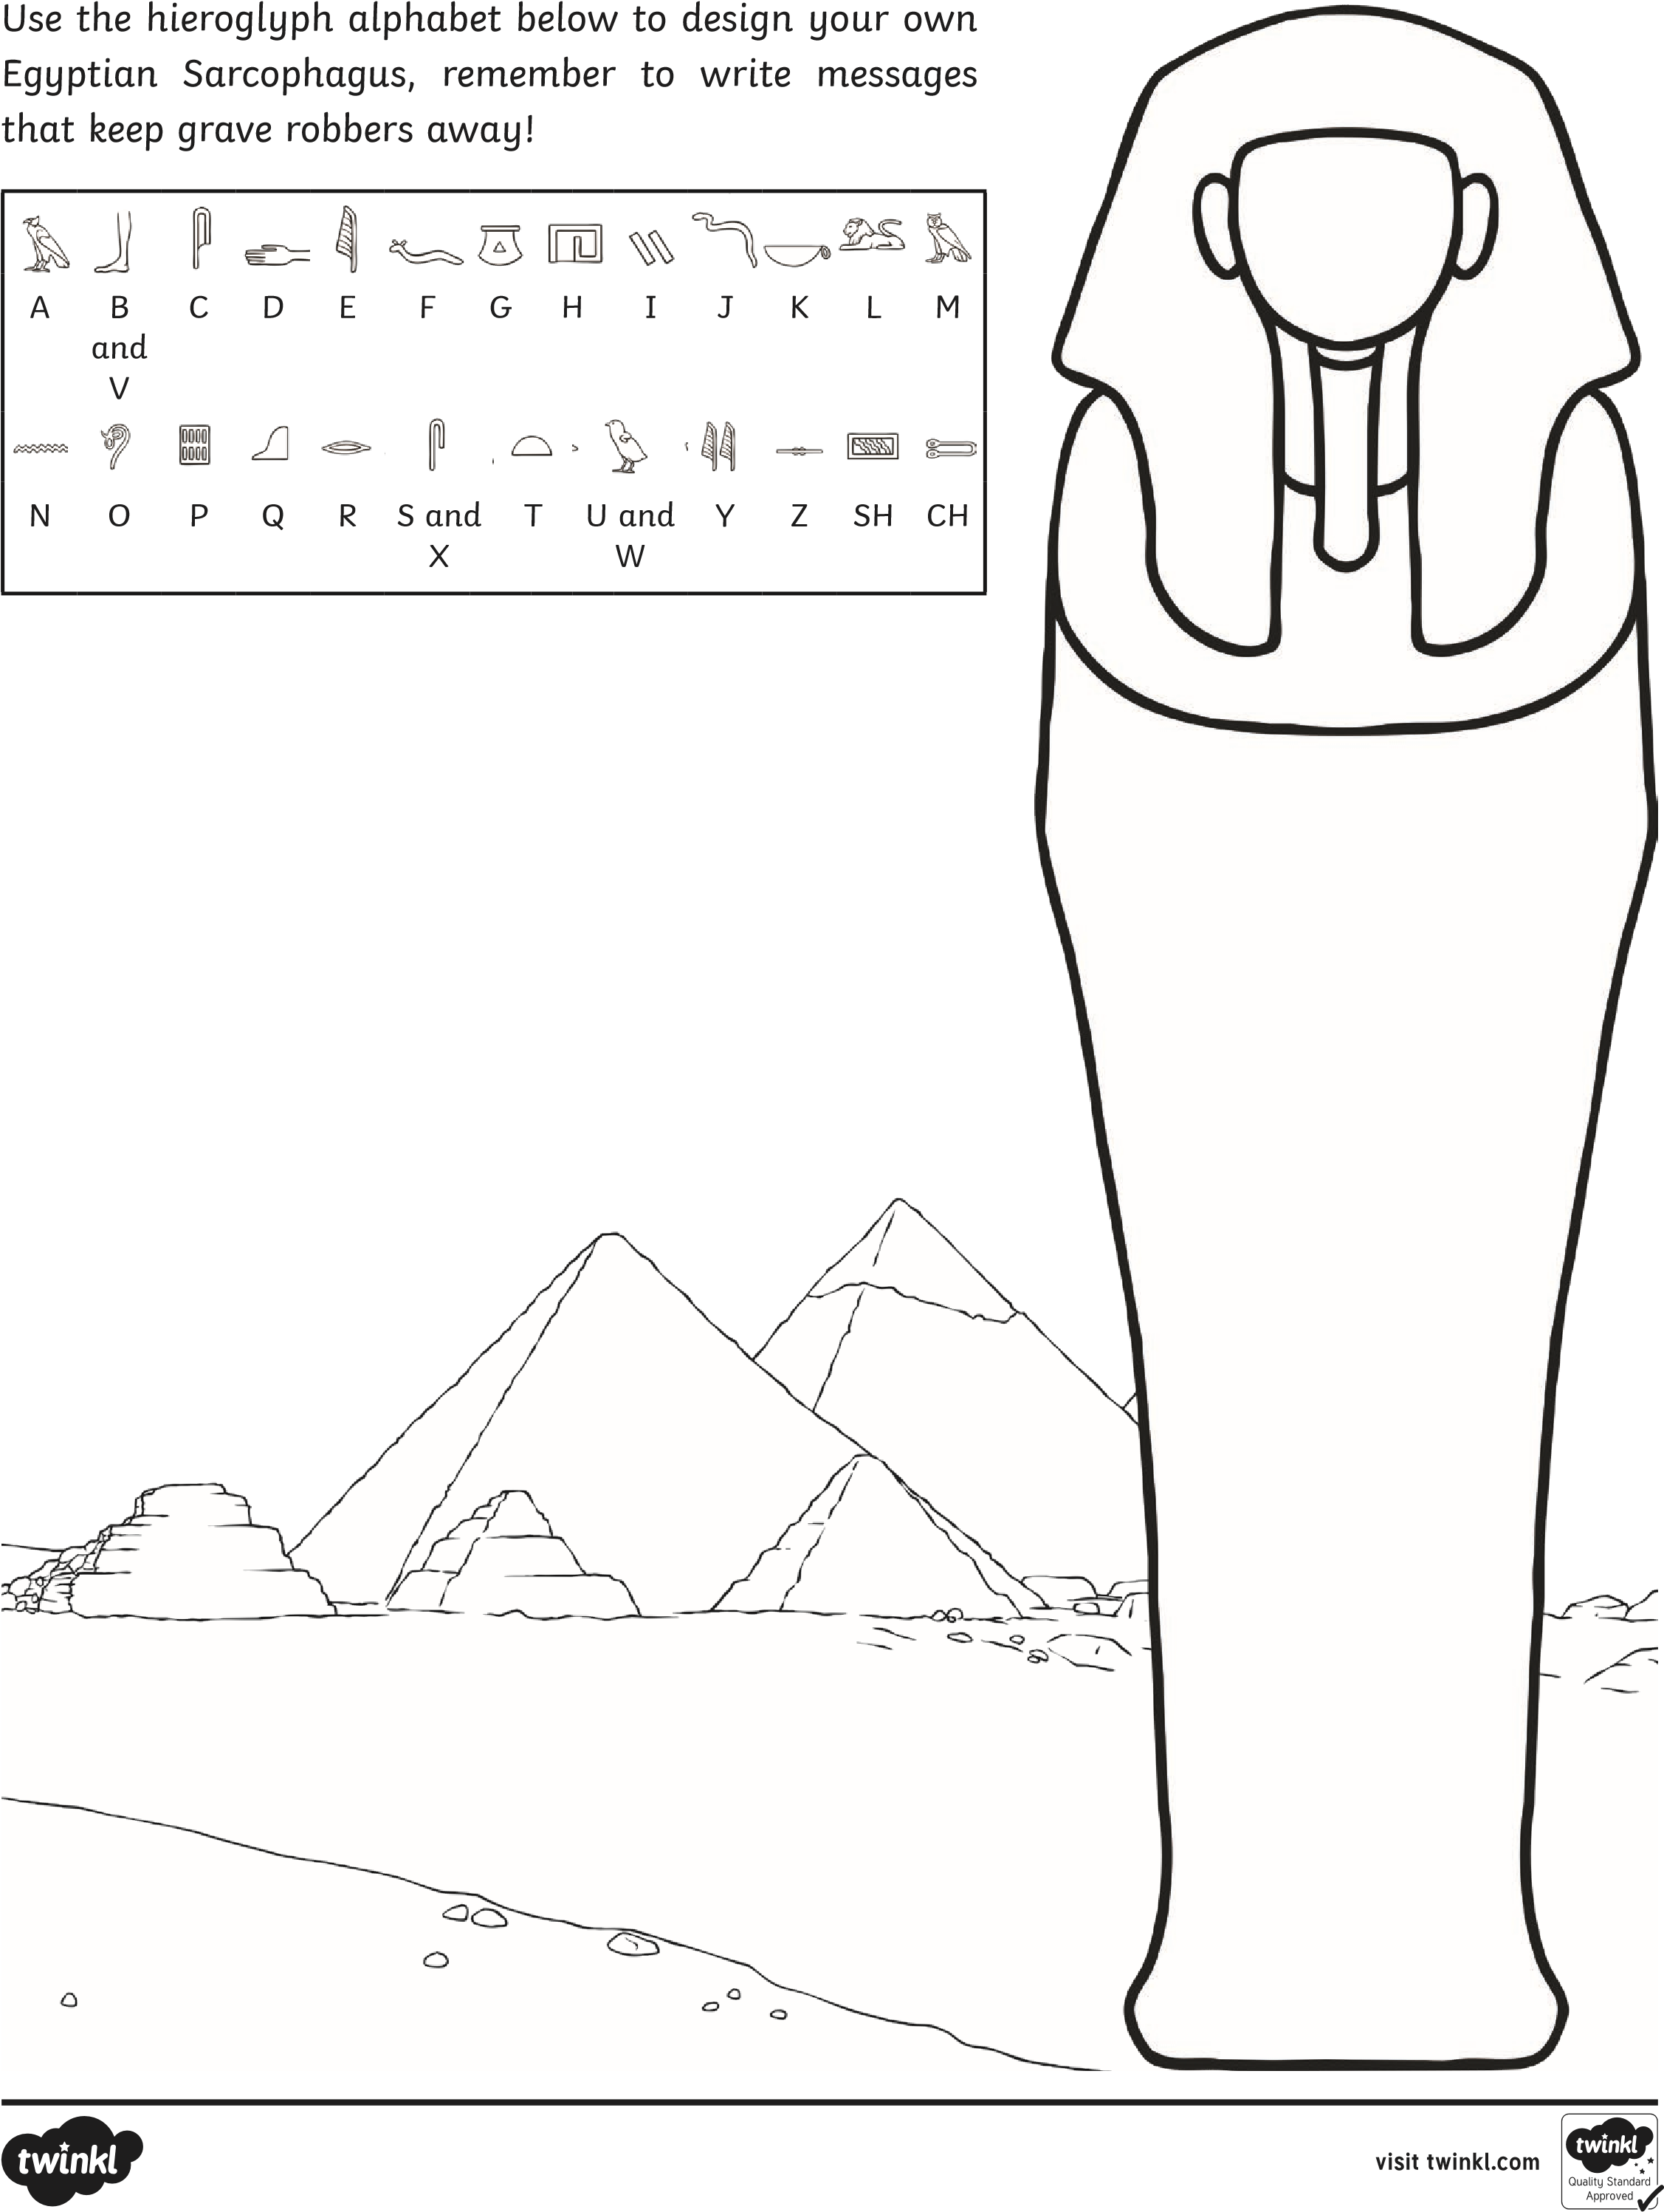 Use the hieroglyph alphabet below to design your own
Egyptian Sarcophagus, remember to write messages
that keep grave robbers away!
A B C D E F G H I J K L M
and
V
N O P Q R S and T U and Y Z SH CH
X W
twinkl
visit twinkl.com
twinkl
Quality Standard
Approved